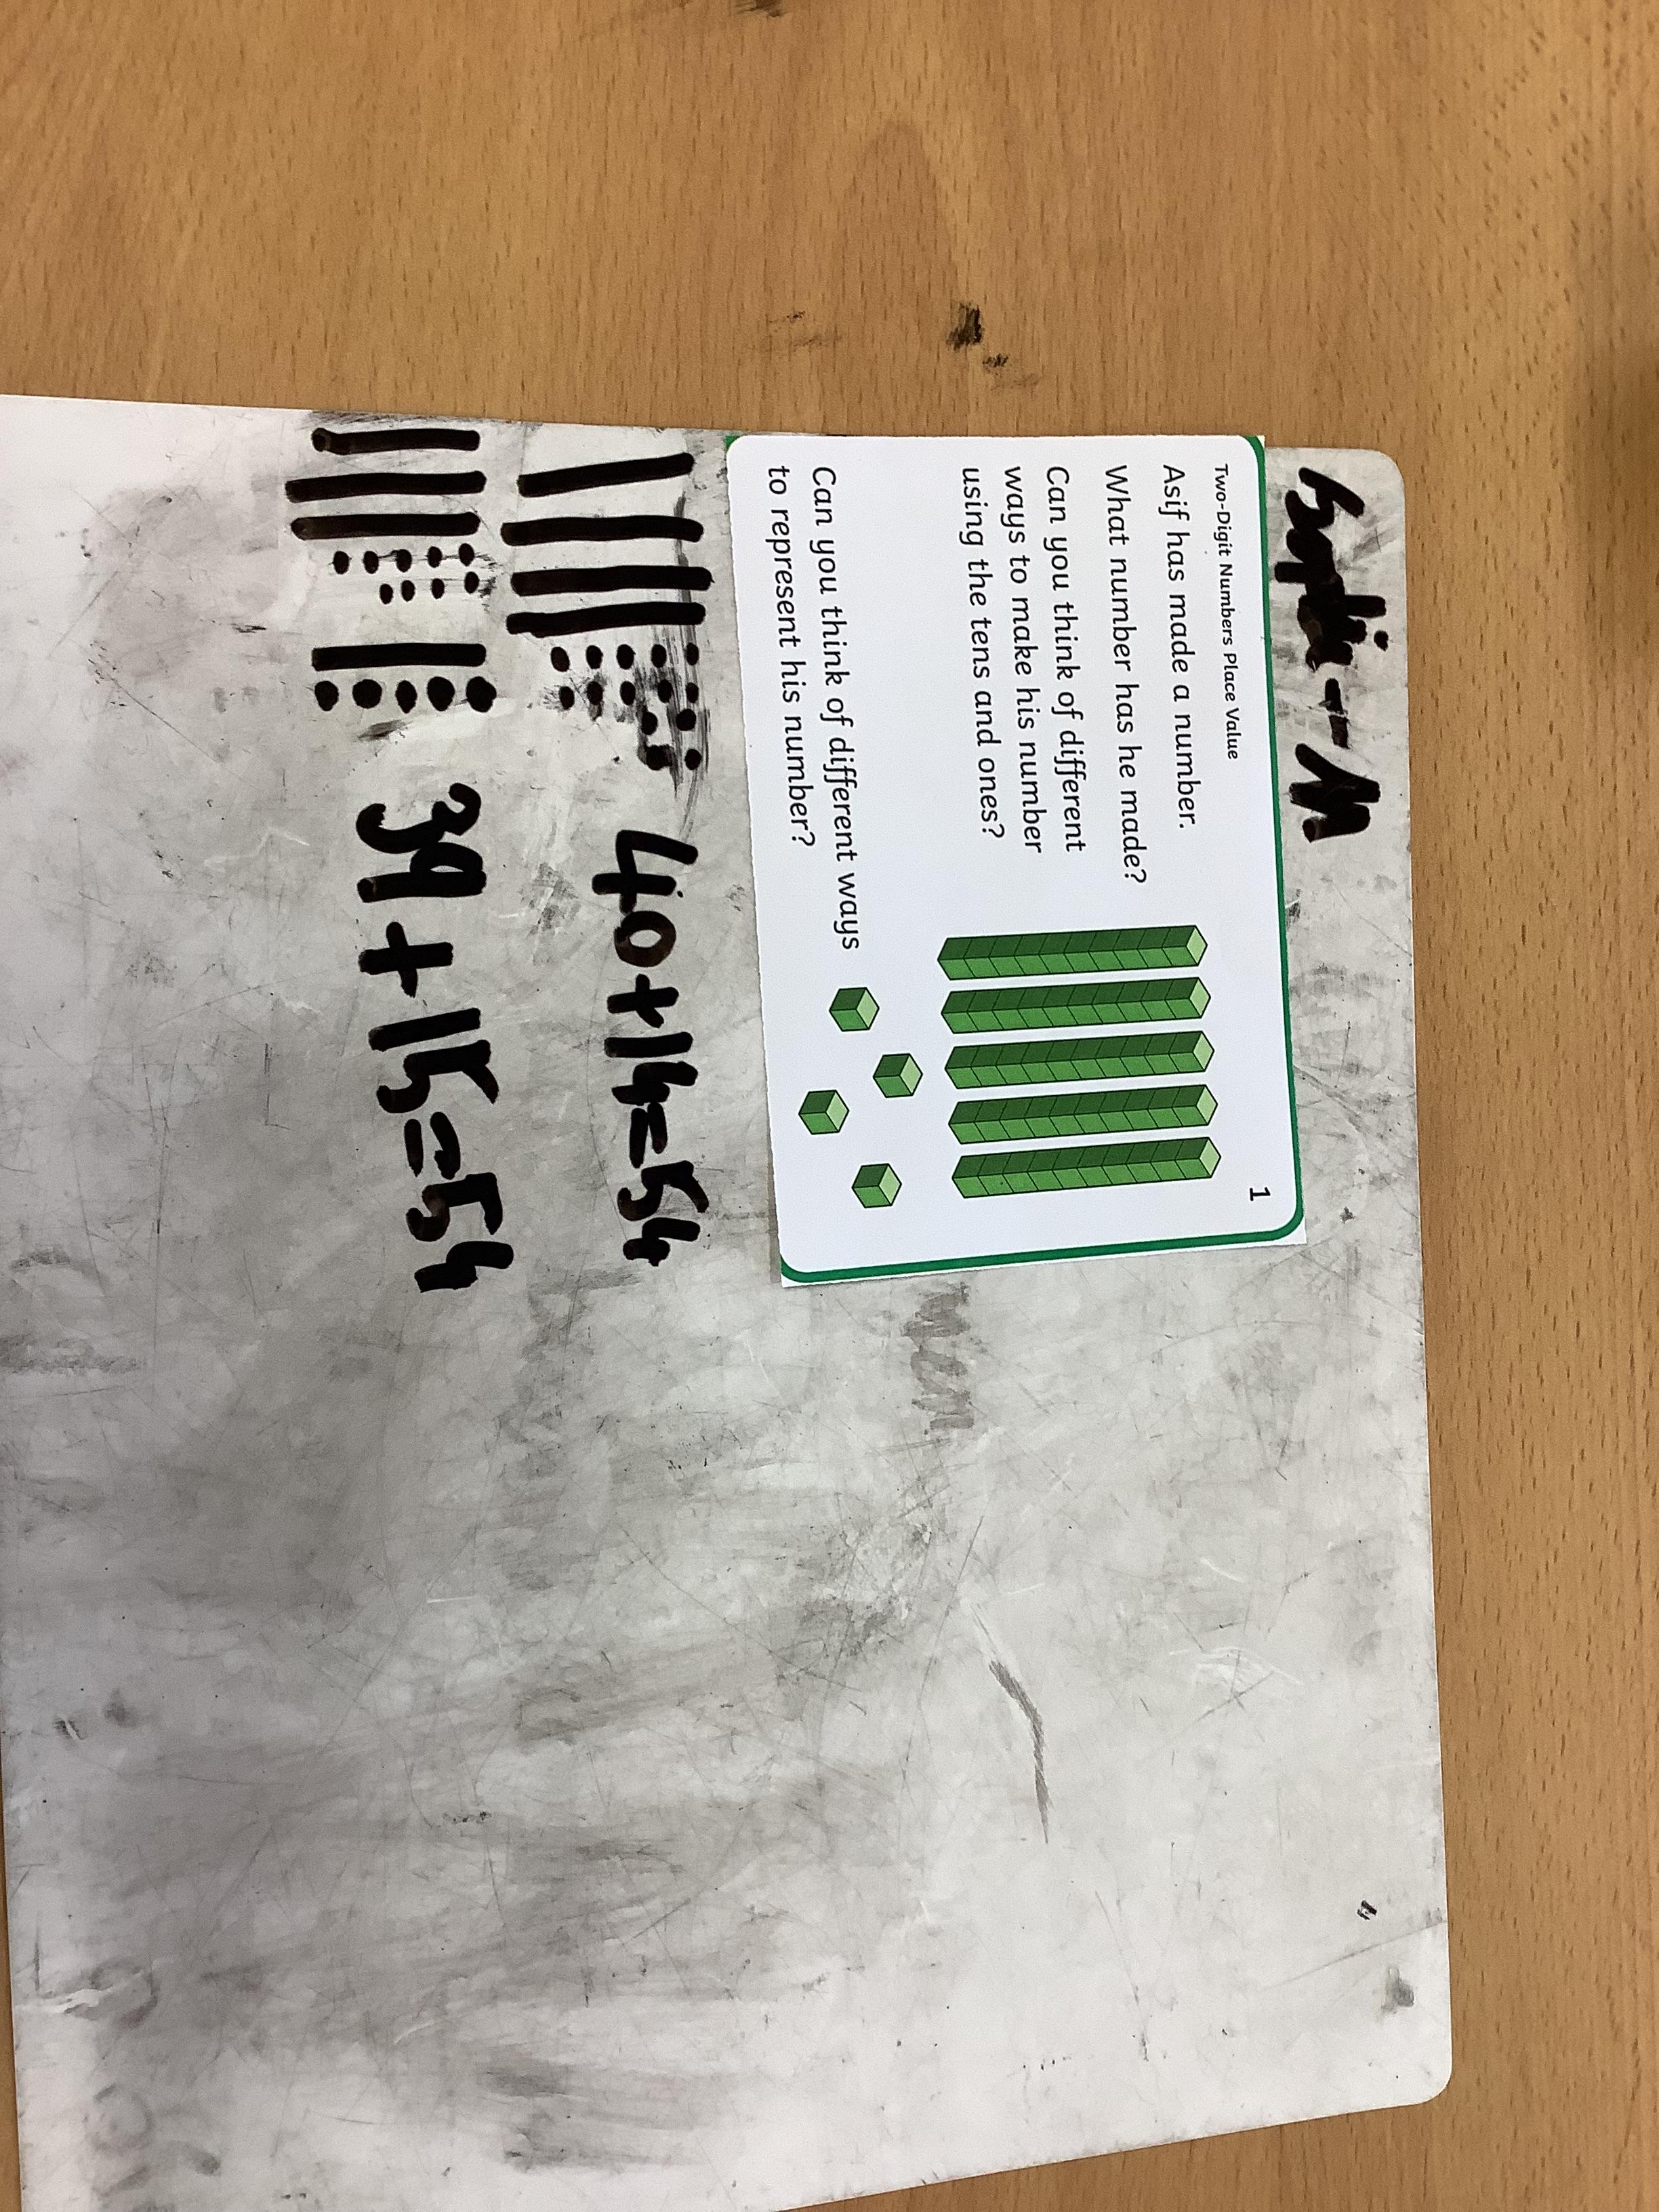 Sophie-M
Two-Digit Numbers Place Value
1
Asif has made a number.
What number has he made?
Can you think of different
ways to make his number
using the tens and ones?
Can you think of different ways
to represent his number?
40+14=54
39+15=54